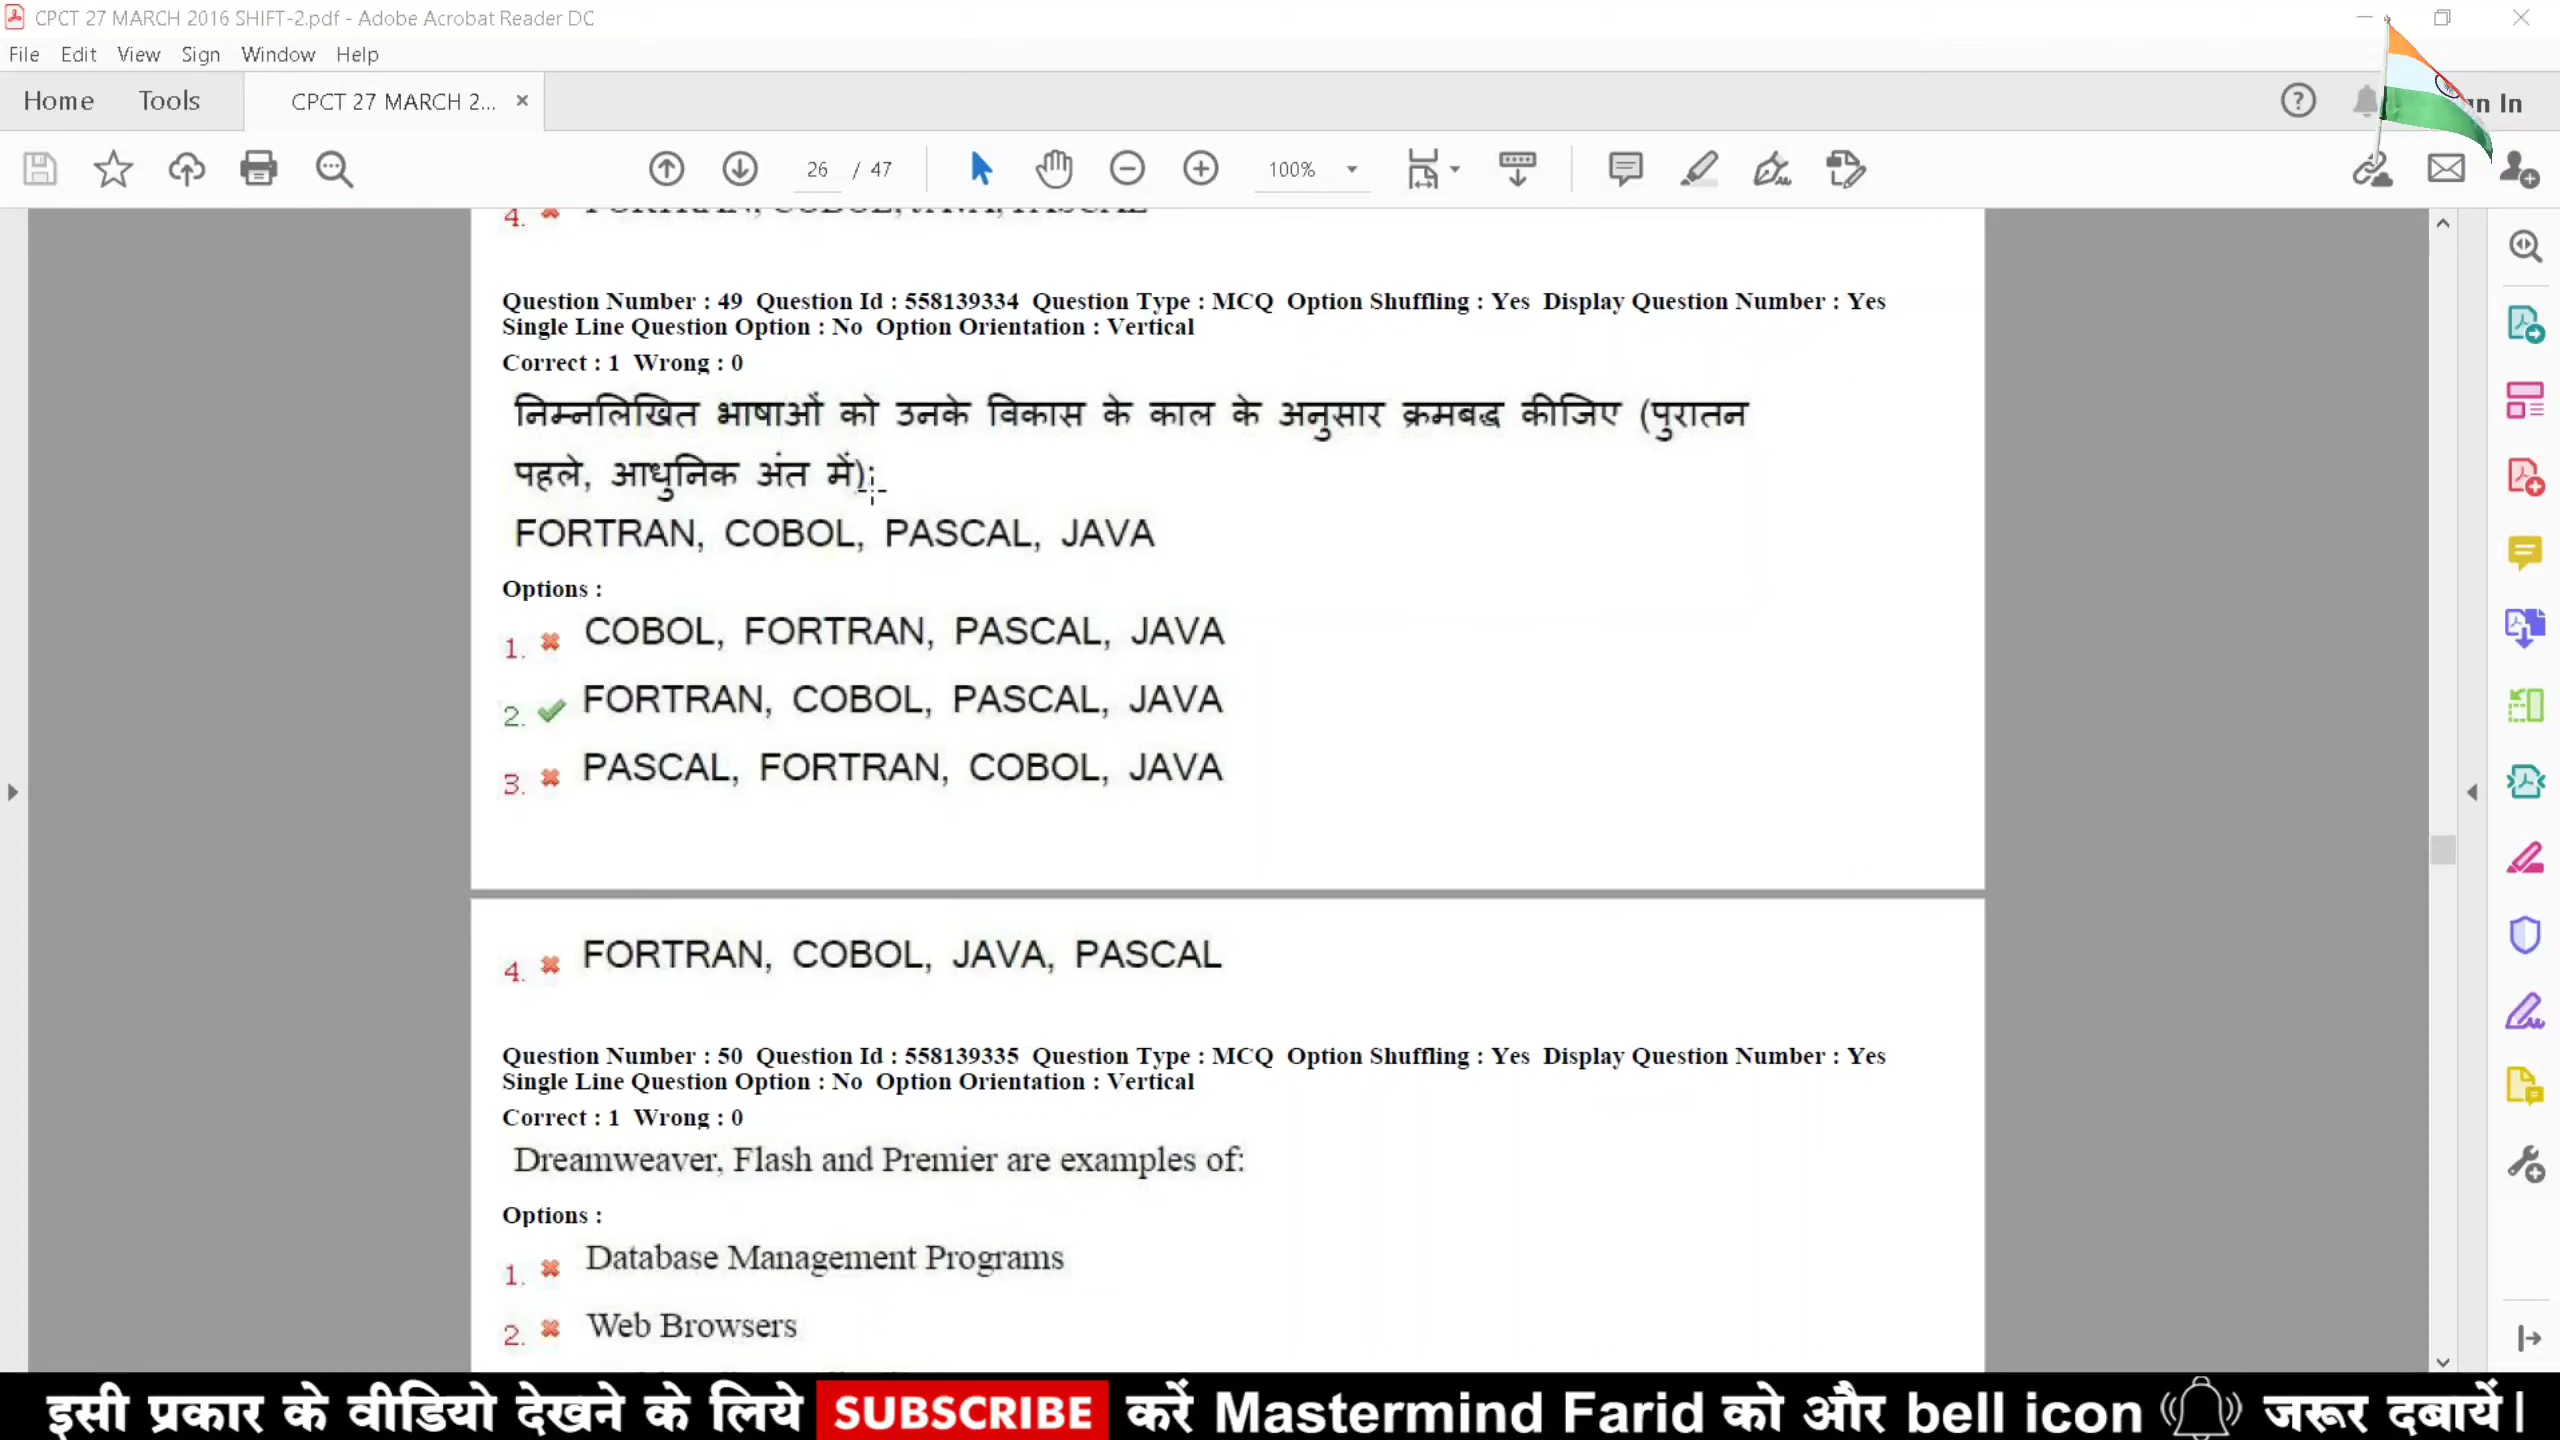 CPCT 27 MARCH 2016 SHIFT-2.pdf - Adobe Acrobat Reader DC
File Edit View Sign Window Help
Home Tools CPCT 27 MARCH 2... × In
26 / 47 100%
4. FORTRAN, COBOL, JAVA, PASCAL
Question Number : 49 Question Id : 558139334 Question Type : MCQ Option Shuffling : Yes Display Question Number : Yes
Single Line Question Option : No Option Orientation : Vertical
Correct : 1 Wrong : 0
निम्नलिखित भाषाओं को उनके विकास के काल के अनुसार क्रमबद्ध कीजिए (पुरातन
पहले, आधुनिक अंत में):
FORTRAN, COBOL, PASCAL, JAVA
Options :
1. COBOL, FORTRAN, PASCAL, JAVA
2. FORTRAN, COBOL, PASCAL, JAVA
3. PASCAL, FORTRAN, COBOL, JAVA
4. FORTRAN, COBOL, JAVA, PASCAL
Question Number : 50 Question Id : 558139335 Question Type : MCQ Option Shuffling : Yes Display Question Number : Yes
Single Line Question Option : No Option Orientation : Vertical
Correct : 1 Wrong : 0
Dreamweaver, Flash and Premier are examples of:
Options :
1. Database Management Programs
2. Web Browsers
इसी प्रकार के वीडियो देखने के लिये SUBSCRIBE करें Mastermind Farid को और bell icon जरूर दबायें|